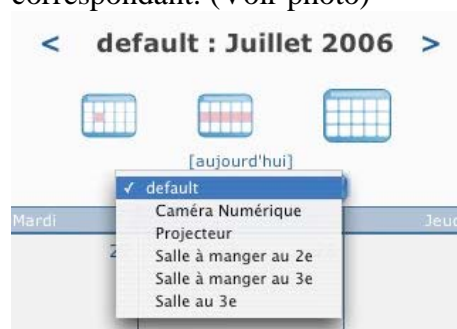 correspondant. (Voir photo)
< default : Juillet 2006 >
[aujourd'hui]
✓ default
Caméra Numérique
Projecteur
Salle à manger au 2e
Salle à manger au 3e
Salle au 3e
Mardi